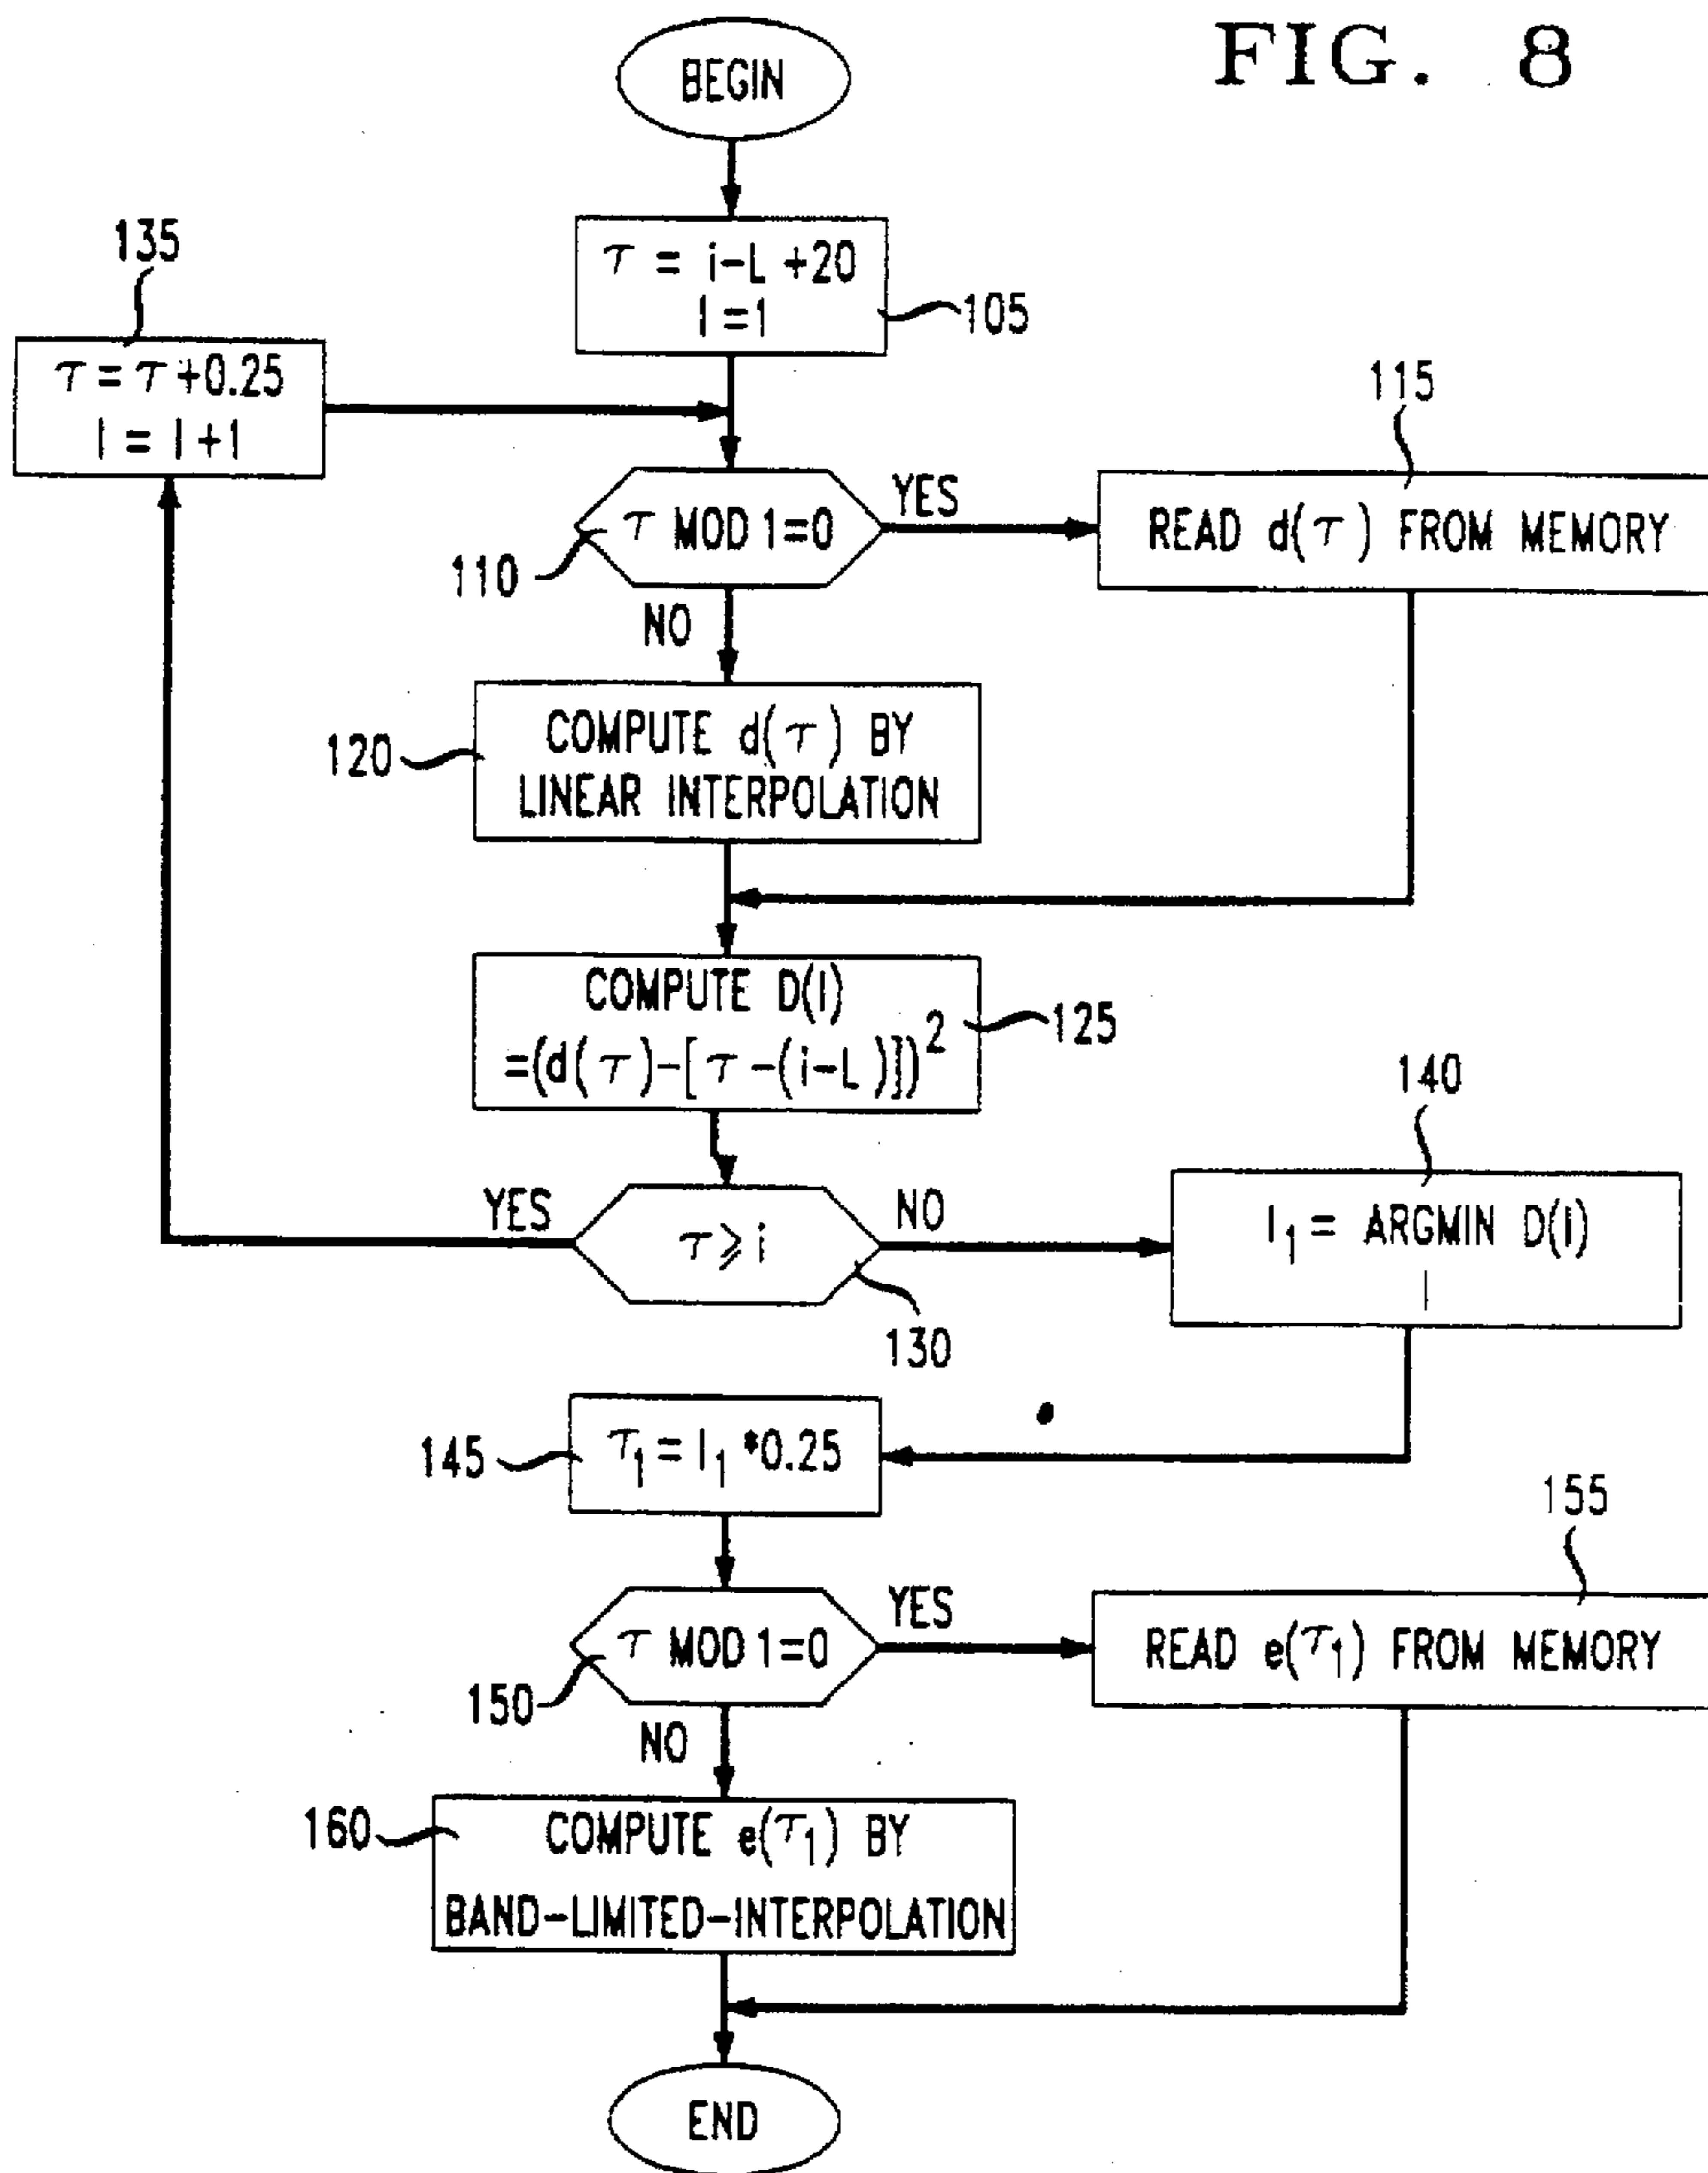 FIG. 8
BEGIN
τ = i-L +20
l = 1
105
135
τ = τ +0.25
l = l +1
115
τ MOD 1=0
YES
READ d(τ) FROM MEMORY
110
NO
COMPUTE d(τ) BY
LINEAR INTERPOLATION
120
COMPUTE D(l)
=(d(τ)-[τ-(i-L)])²
125
140
YES
τ ⩾ i
NO
l₁ = ARGMIN D(l)
l
130
τ₁ = l₁ *0.25
145
155
τ MOD 1=0
YES
READ e(τ₁) FROM MEMORY
150
NO
160
COMPUTE e(τ₁) BY
BAND-LIMITED-INTERPOLATION
END